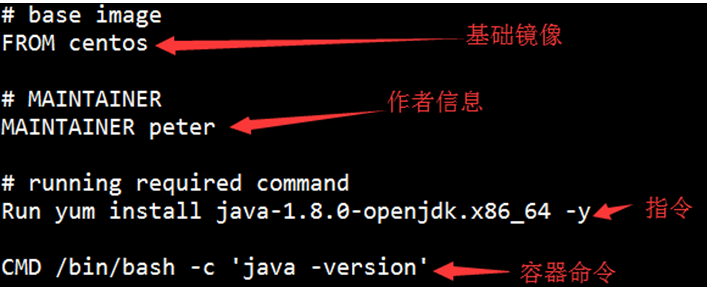 # base image
FROM centos 基础镜像
# MAINTAINER
MAINTAINER peter 作者信息
# running required command
Run yum install java-1.8.0-openjdk.x86_64 -y 指令
CMD /bin/bash -c 'java -version' 容器命令